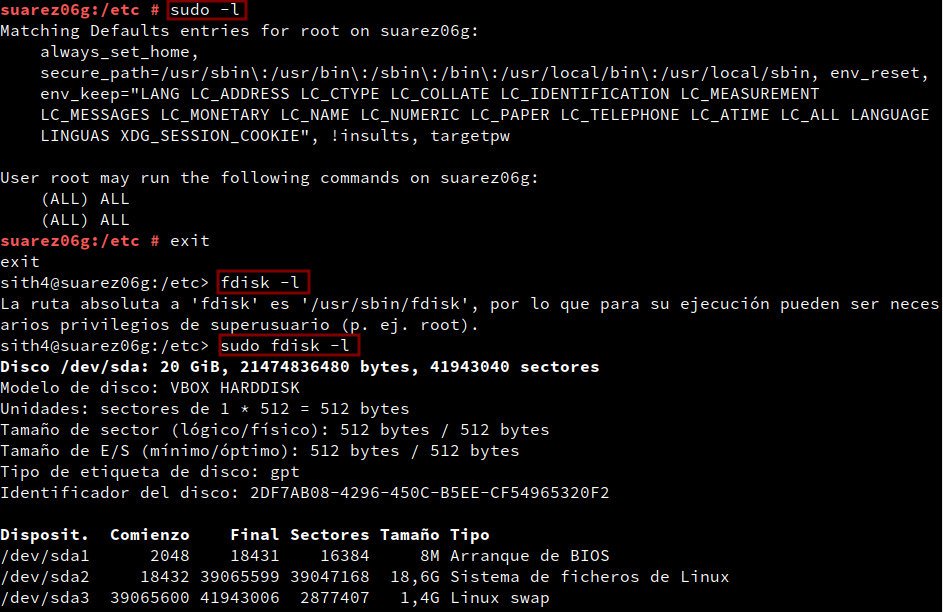 suarez06g:/etc # sudo -l
Matching Defaults entries for root on suarez06g:
    always_set_home,
    secure_path=/usr/sbin\:/usr/bin\:/sbin\:/bin\:/usr/local/bin\:/usr/local/sbin, env_reset,
    env_keep="LANG LC_ADDRESS LC_CTYPE LC_COLLATE LC_IDENTIFICATION LC_MEASUREMENT
    LC_MESSAGES LC_MONETARY LC_NAME LC_NUMERIC LC_PAPER LC_TELEPHONE LC_ATIME LC_ALL LANGUAGE
    LINGUAS XDG_SESSION_COOKIE", !insults, targetpw

User root may run the following commands on suarez06g:
    (ALL) ALL
    (ALL) ALL
suarez06g:/etc # exit
exit
sith4@suarez06g:/etc> fdisk -l
La ruta absoluta a 'fdisk' es '/usr/sbin/fdisk', por lo que para su ejecución pueden ser neces
arios privilegios de superusuario (p. ej. root).
sith4@suarez06g:/etc> sudo fdisk -l
Disco /dev/sda: 20 GiB, 21474836480 bytes, 41943040 sectores
Modelo de disco: VBOX HARDDISK
Unidades: sectores de 1 * 512 = 512 bytes
Tamaño de sector (lógico/físico): 512 bytes / 512 bytes
Tamaño de E/S (mínimo/óptimo): 512 bytes / 512 bytes
Tipo de etiqueta de disco: gpt
Identificador del disco: 2DF7AB08-4296-450C-B5EE-CF54965320F2

Disposit.  Comienzo    Final Sectores Tamaño Tipo
/dev/sda1      2048    18431    16384     8M Arranque de BIOS
/dev/sda2     18432 39065599 39047168  18,6G Sistema de ficheros de Linux
/dev/sda3  39065600 41943006  2877407   1,4G Linux swap